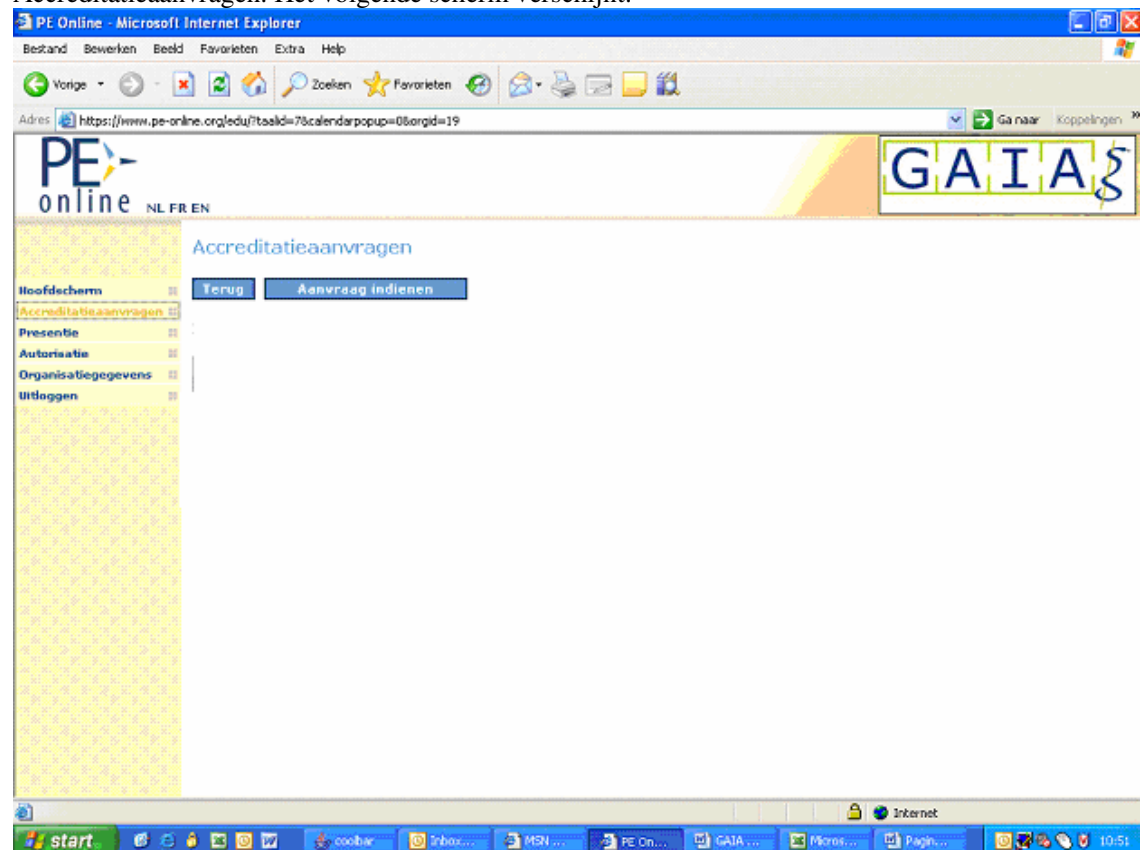 Accreditatieaanvragen. Het volgende scherm verschijnt:
PE Online - Microsoft Internet Explorer
Bestand Bewerken Beeld Favorieten Extra Help
Vorige Zoeken Favorieten
Adres https://www.pe-online.org/edu/?taalid=7&calendarpopup=0&orgid=19 Ga naar Koppelingen »
PE online NL FR EN
GAIA
Accreditatieaanvragen
Terug Aanvraag indienen
Hoofdscherm
Accreditatieaanvragen
Presentie
Autorisatie
Organisatiegegevens
Uitloggen
Internet
start coolbar Inbox... MSN ... PE On... GAIA ... Micros... Pagin... 10:51